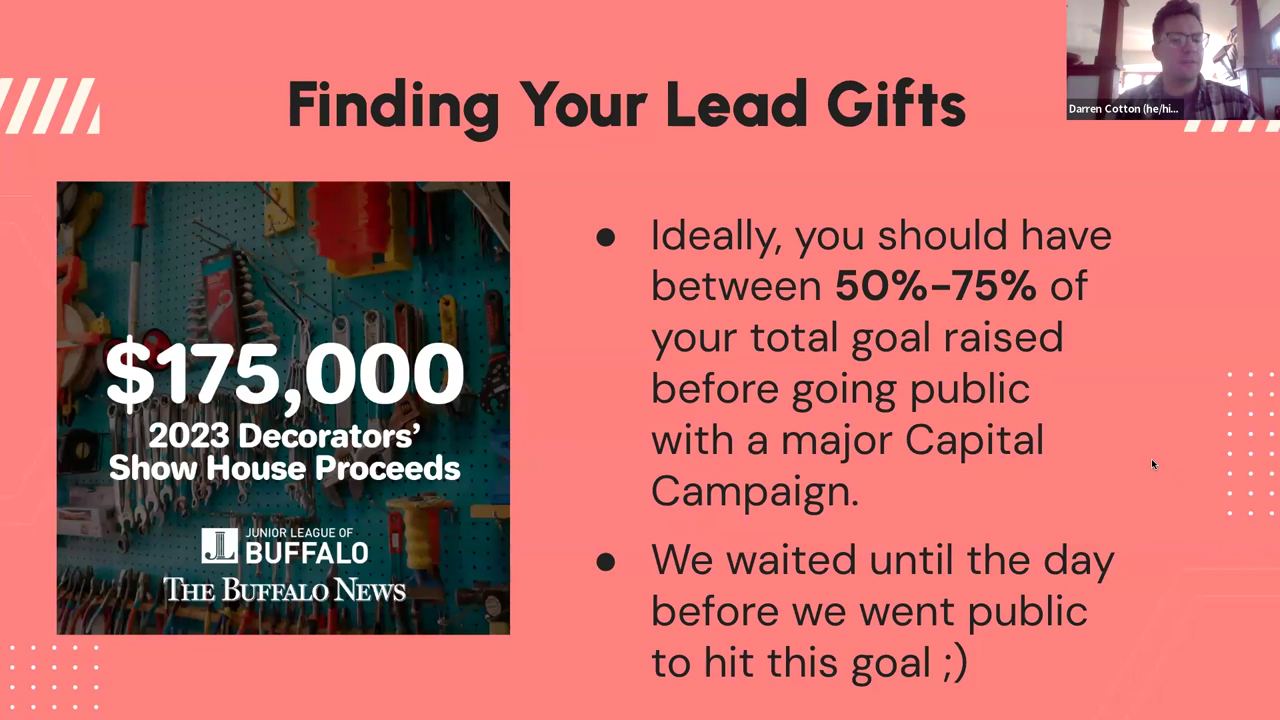 Finding Your Lead Gifts
Darren Cotton (he/hi...
$175,000
2023 Decorators’
Show House Proceeds
JL
JUNIOR LEAGUE OF
BUFFALO
THE BUFFALO NEWS
● Ideally, you should have
between 50%-75% of
your total goal raised
before going public
with a major Capital
Campaign.
● We waited until the day
before we went public
to hit this goal ;)